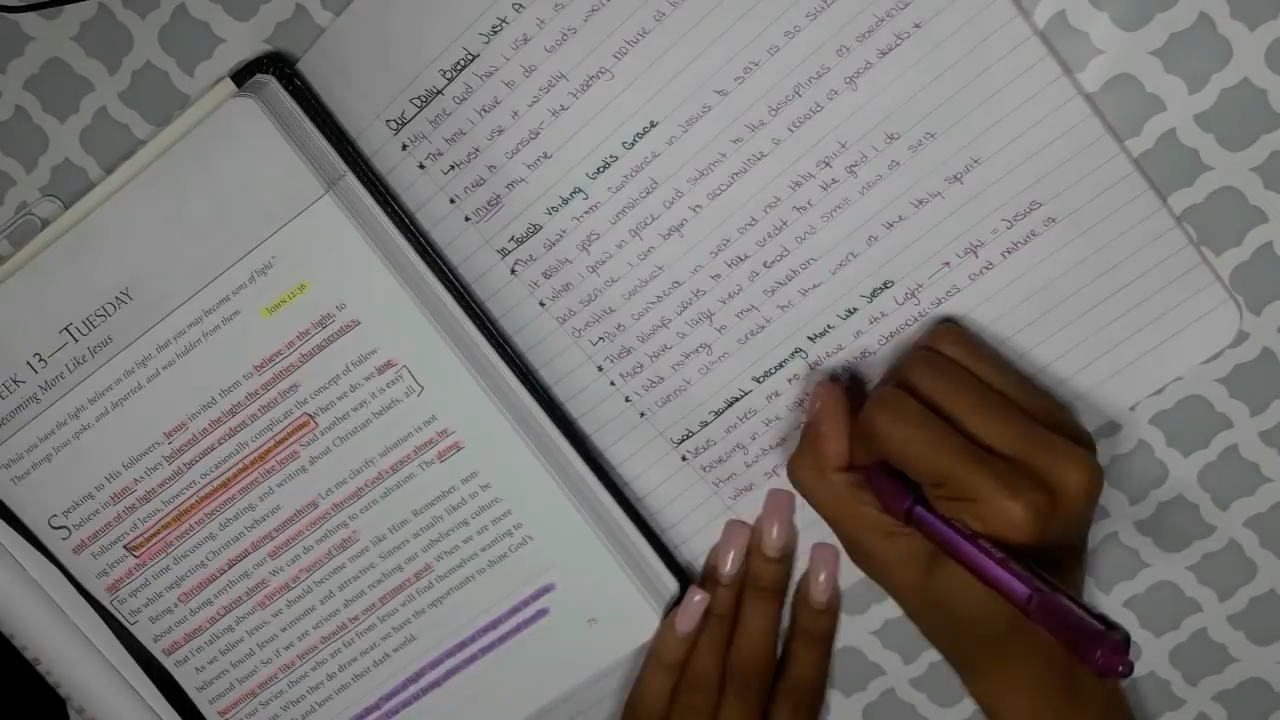 EEK 13—TUESDAY
ecoming More Like Jesus
"While you have the light, believe in the light, that you may become sons of light."
These things Jesus spoke, and departed, and was hidden from them.
JOHN 12:36
Speaking to His followers, Jesus invited them to believe in the light, to
believe in Him. As they believed in the light, the qualities, characteristics,
and nature of the light would become evident in their lives.
Followers of Jesus, however, occasionally complicate the concept of follow-
ing Jesus. We love to splice theology and argue doctrine. When we do, we lose
sight of the simple need to become more like Jesus. Said another way, it is easy
to spend time discussing, debating, and writing about Christian beliefs, all
the while neglecting Christian behavior.
Being a Christian is about doing something. Let me clarify: salvation is not
about our doing anything; our salvation comes through God's grace alone, by
faith alone, in Christ alone. We can do nothing to earn salvation. The doing
that I'm talking about is living as "sons of light."
As we follow Jesus, we should become more like Him. Remember, non-
believers found Jesus winsome and attractive. Sinners actually liked to be
around Jesus! So if we are serious about reaching our unbelieving culture,
becoming more like Jesus should be our primary goal. When we are more
our Savior, those who are far from Jesus will find themselves wanting to
us. When they do draw near, we have the opportunity to shine God's
and love into their dark world.
75
Our Daily Bread Just A
* My time and how I use it is
* The time I have to do God's wor
↳ Must use it wisely
* I need to consider the fleeting nature of li
* Invest my time
In Touch Voiding God's Grace
* The shift from confidence in Jesus to self is so sub
it easily goes unnoticed
* When I grow in grace and submit to the disciplines of obedience
and service I can begin to accumulate a record of good deeds +
christlike conduct
↳ Puts confidence in self and not Holy Spirit
* Flesh always wants to take credit for the good I do
* Must have a large view of God and small view of self
* I add nothing to my salvation
* I cannot claim credit for the work of the Holy Spirit
God is Faithful Becoming More Like Jesus
* Jesus invites me to believe in the light → light = Jesus
Believing in the light characteristics and nature of
Him evident
When